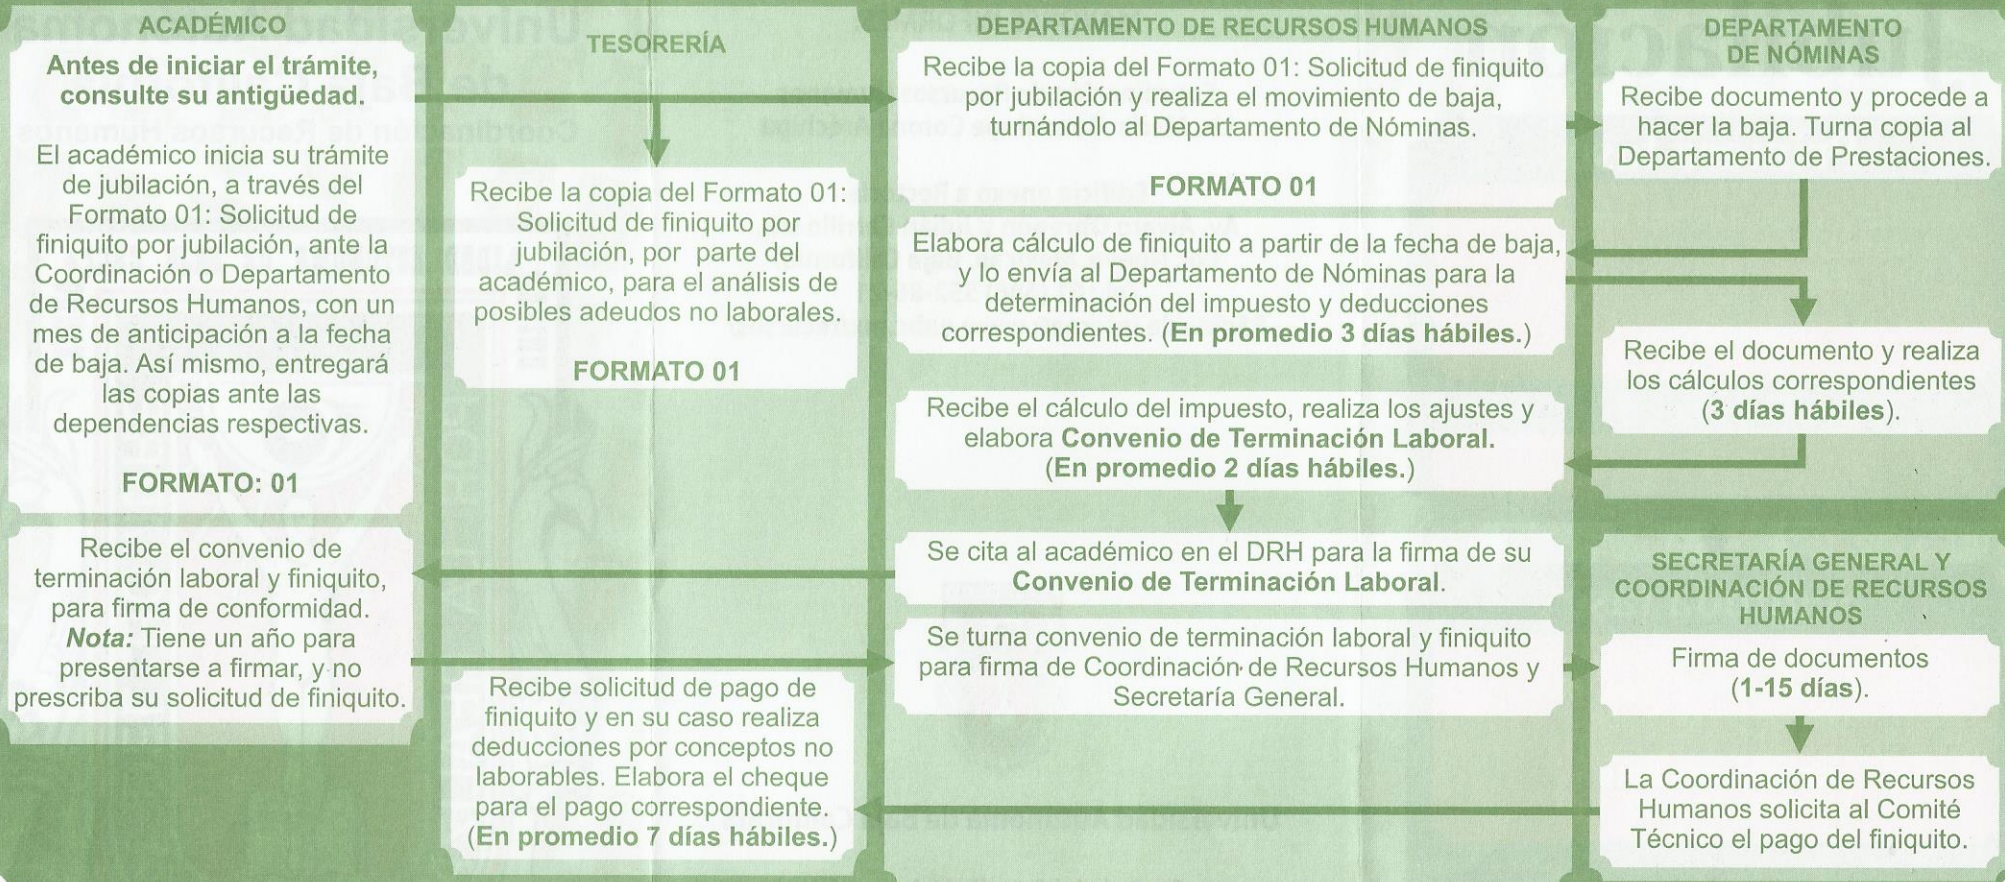 ACADÉMICO
Antes de iniciar el trámite,
consulte su antigüedad.
El académico inicia su trámite
de jubilación, a través del
Formato 01: Solicitud de
finiquito por jubilación, ante la
Coordinación o Departamento
de Recursos Humanos, con un
mes de anticipación a la fecha
de baja. Así mismo, entregará
las copias ante las
dependencias respectivas.
FORMATO: 01
Recibe el convenio de
terminación laboral y finiquito,
para firma de conformidad.
Nota: Tiene un año para
presentarse a firmar, y no
prescriba su solicitud de finiquito.
TESORERÍA
Recibe la copia del Formato 01:
Solicitud de finiquito por
jubilación, por parte del
académico, para el análisis de
posibles adeudos no laborales.
FORMATO 01
Recibe solicitud de pago de
finiquito y en su caso realiza
deducciones por conceptos no
laborables. Elabora el cheque
para el pago correspondiente.
(En promedio 7 días hábiles.)
DEPARTAMENTO DE RECURSOS HUMANOS
Recibe la copia del Formato 01: Solicitud de finiquito
por jubilación y realiza el movimiento de baja,
turnándolo al Departamento de Nóminas.
FORMATO 01
Elabora cálculo de finiquito a partir de la fecha de baja,
y lo envía al Departamento de Nóminas para la
determinación del impuesto y deducciones
correspondientes. (En promedio 3 días hábiles.)
Recibe el cálculo del impuesto, realiza los ajustes y
elabora Convenio de Terminación Laboral.
(En promedio 2 días hábiles.)
Se cita al académico en el DRH para la firma de su
Convenio de Terminación Laboral.
Se turna convenio de terminación laboral y finiquito
para firma de Coordinación de Recursos Humanos y
Secretaría General.
DEPARTAMENTO
DE NÓMINAS
Recibe documento y procede a
hacer la baja. Turna copia al
Departamento de Prestaciones.
Recibe el documento y realiza
los cálculos correspondientes
(3 días hábiles).
SECRETARÍA GENERAL Y
COORDINACIÓN DE RECURSOS
HUMANOS
Firma de documentos
(1-15 días).
La Coordinación de Recursos
Humanos solicita al Comité
Técnico el pago del finiquito.